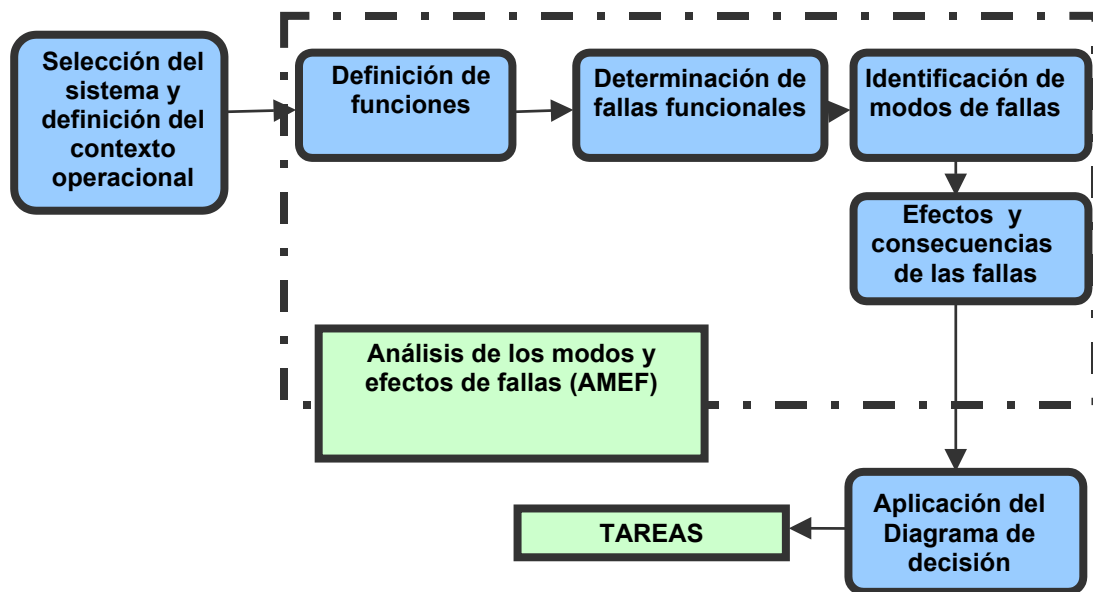 Selección del
sistema y
definición del
contexto
operacional
Definición de
funciones
Determinación de
fallas funcionales
Identificación de
modos de fallas
Efectos y
consecuencias
de las fallas
Análisis de los modos y
efectos de fallas (AMEF)
Aplicación del
Diagrama de
decisión
TAREAS